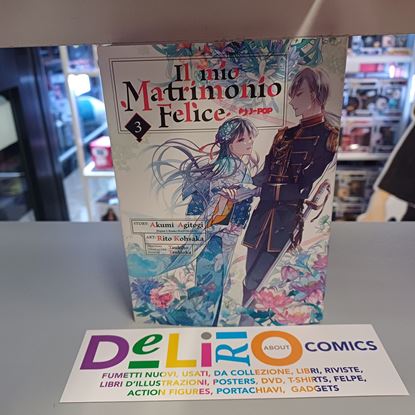 Il mio
Matrimonio
Felice
J-POP
3
STORY: Akumi Agitogi
ART: Rito Kohsaka
DeLiRiO ABOUT COMICS
FUMETTI NUOVI, USATI, DA COLLEZIONE, LIBRI, RIVISTE,
LIBRI D'ILLUSTRAZIONI, POSTERS, DVD, T-SHIRTS, FELPE,
ACTION FIGURES, PORTACHIAVI, GADGETS